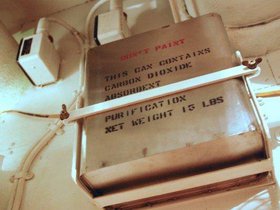 DON'T PAINT
THIS CAN CONTAINS
CARBON DIOXIDE
ABSORBENT
PURIFICATION
NET WEIGHT 15 LBS